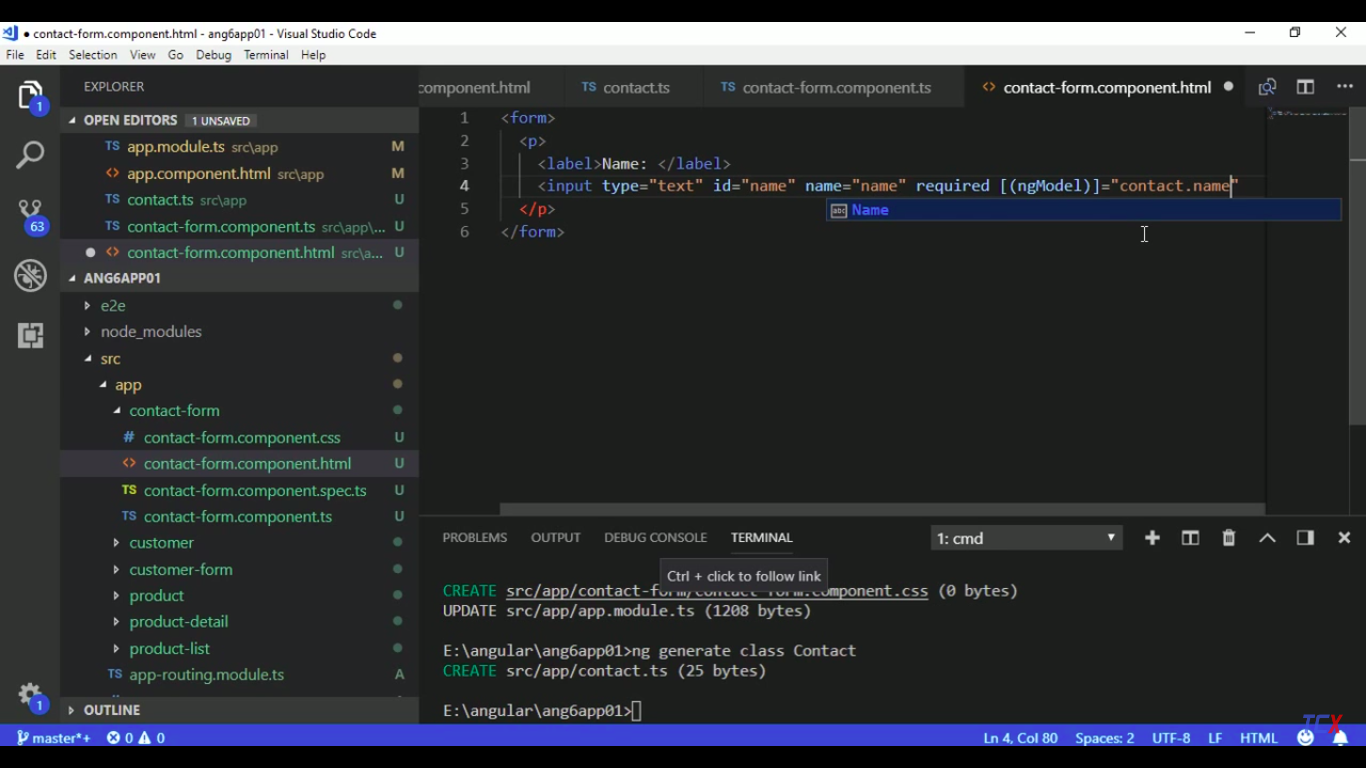 contact-form.component.html - ang6app01 - Visual Studio Code
File Edit Selection View Go Debug Terminal Help
1
EXPLORER
OPEN EDITORS 1 UNSAVED
TS app.module.ts src\app M
<> app.component.html src\app M
TS contact.ts src\app U
TS contact-form.component.ts src\app\... U
<> contact-form.component.html src\a... U
63
ANG6APP01
e2e
node_modules
src
app
contact-form
# contact-form.component.css U
<> contact-form.component.html U
TS contact-form.component.spec.ts U
TS contact-form.component.ts U
customer
customer-form
product
product-detail
product-list
TS app-routing.module.ts A
1
OUTLINE
component.html TS contact.ts TS contact-form.component.ts <> contact-form.component.html
1 <form>
2 <p>
3 <label>Name: </label>
4 <input type="text" id="name" name="name" required [(ngModel)]="contact.name"
abc Name
5 </p>
6 </form>
PROBLEMS OUTPUT DEBUG CONSOLE TERMINAL 1: cmd
Ctrl + click to follow link
CREATE src/app/contact-form/contact-form.component.css (0 bytes)
UPDATE src/app/app.module.ts (1208 bytes)
E:\angular\ang6app01>ng generate class Contact
CREATE src/app/contact.ts (25 bytes)
E:\angular\ang6app01>
TCX
master*+ 0 0 Ln 4, Col 80 Spaces: 2 UTF-8 LF HTML